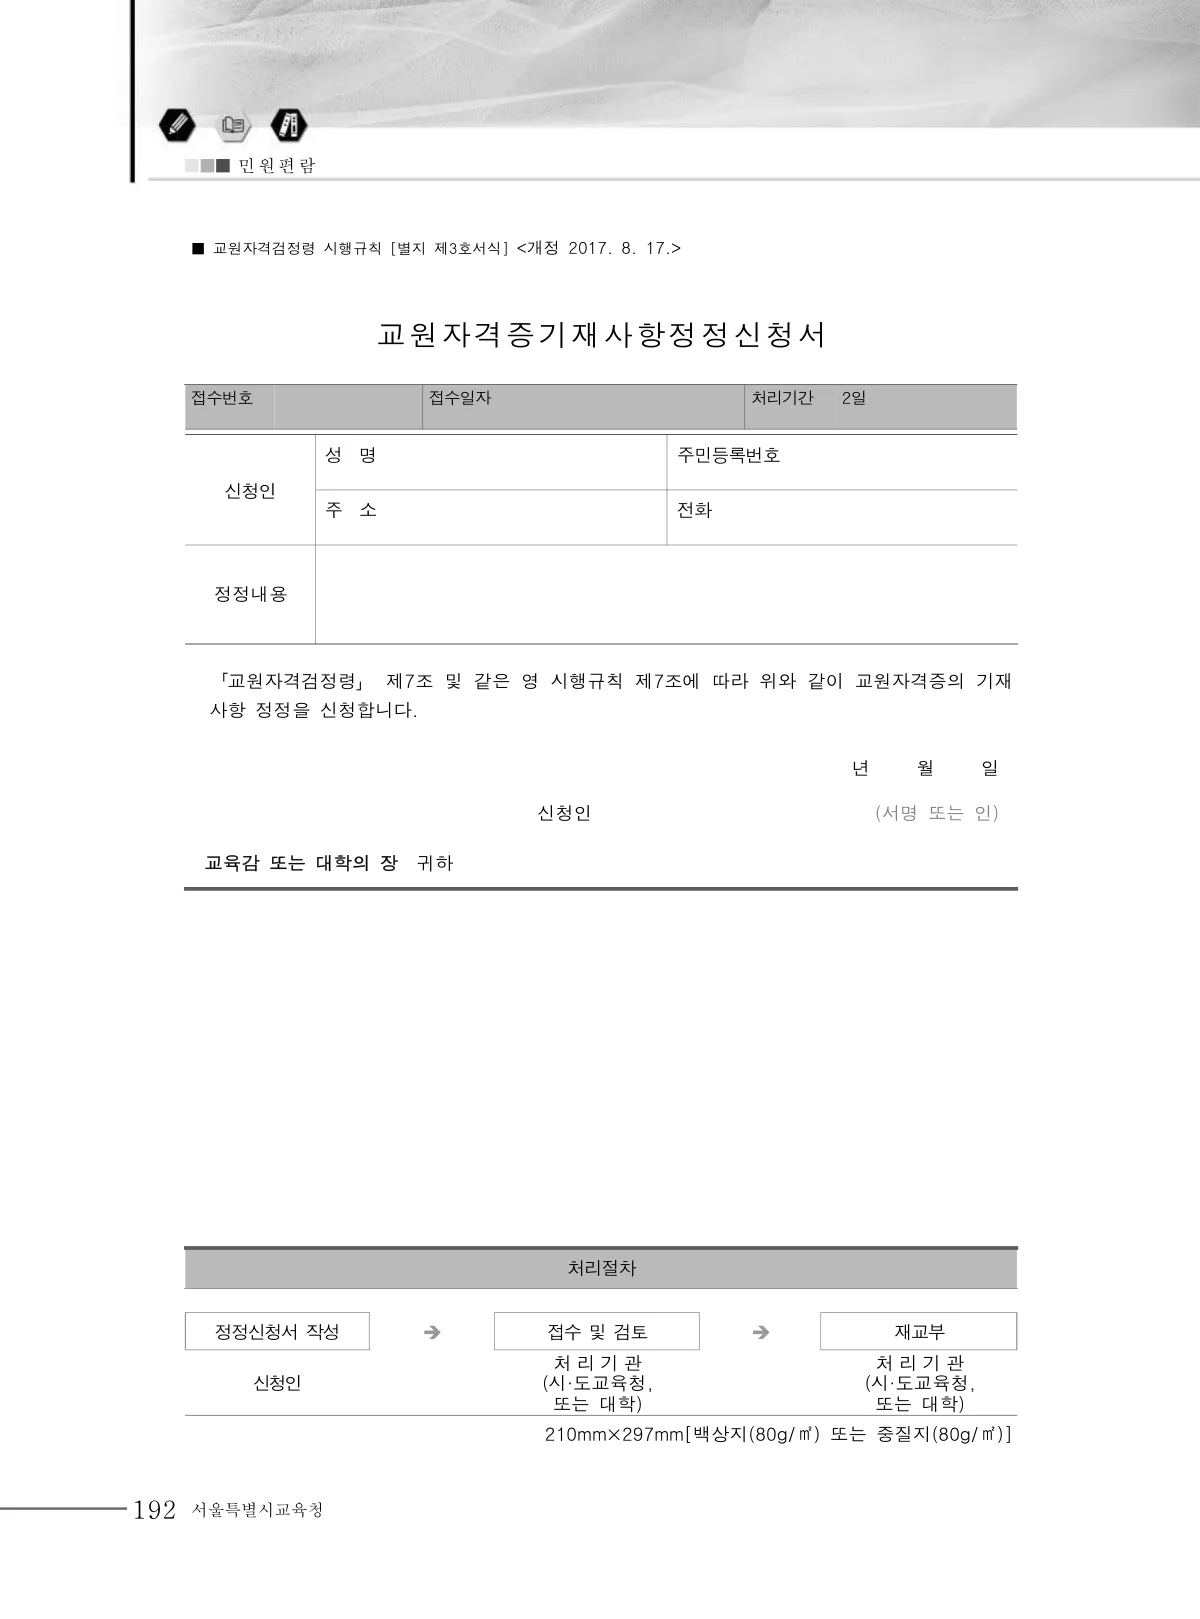 민원편람
■ 교원자격검정령 시행규칙 [별지 제3호서식] <개정 2017. 8. 17.>
교원자격증기재사항정정신청서
접수번호 접수일자 처리기간 2일
신청인
성 명 주민등록번호
주 소 전화
정정내용
「교원자격검정령」 제7조 및 같은 영 시행규칙 제7조에 따라 위와 같이 교원자격증의 기재
사항 정정을 신청합니다.
년 월 일
신청인 (서명 또는 인)
교육감 또는 대학의 장 귀하
처리절차
정정신청서 작성 ➔ 접수 및 검토 ➔ 재교부
신청인
처리기관
(시·도교육청,
또는 대학)
처리기관
(시·도교육청,
또는 대학)
210mm×297mm[백상지(80g/㎡) 또는 중질지(80g/㎡)]
192 서울특별시교육청